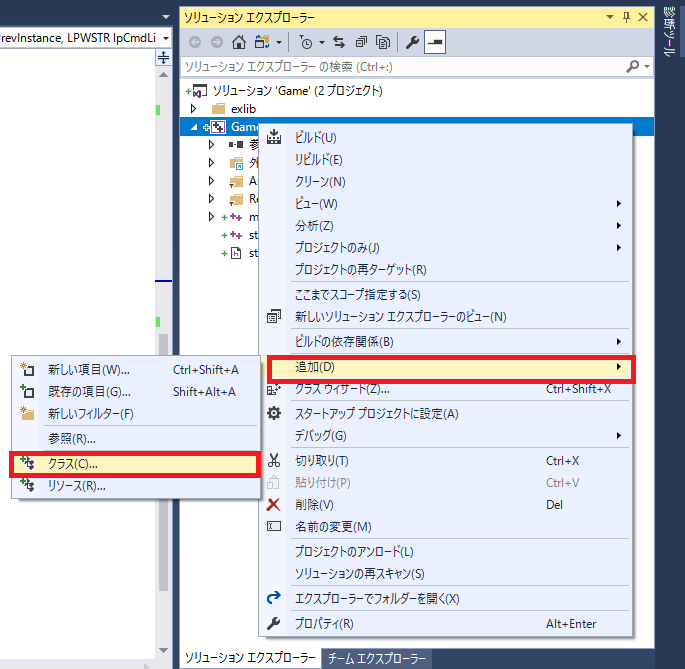 ソリューション エクスプローラー
revInstance, LPWSTR lpCmdLi
ソリューション エクスプローラー の検索 (Ctrl+:)
ソリューション 'Game' (2 プロジェクト)
exlib
Game
参
外
m
st
st
ビルド(U)
リビルド(E)
クリーン(N)
ビュー(W)
分析(Z)
プロジェクトのみ(J)
プロジェクトの再ターゲット(R)
ここまでスコープ指定する(S)
新しいソリューション エクスプローラーのビュー(N)
ビルドの依存関係(B)
追加(D)
クラス ウィザード(Z)... Ctrl+Shift+X
スタートアップ プロジェクトに設定(A)
デバッグ(G)
切り取り(T) Ctrl+X
貼り付け(P) Ctrl+V
削除(V) Del
名前の変更(M)
プロジェクトのアンロード(L)
ソリューションの再スキャン(S)
エクスプローラーでフォルダーを開く(X)
プロパティ(R) Alt+Enter
新しい項目(W)... Ctrl+Shift+A
既存の項目(G)... Shift+Alt+A
新しいフィルター(F)
参照(R)...
クラス(C)...
リソース(R)...
ソリューション エクスプローラー チーム エクスプローラー
診断ツール